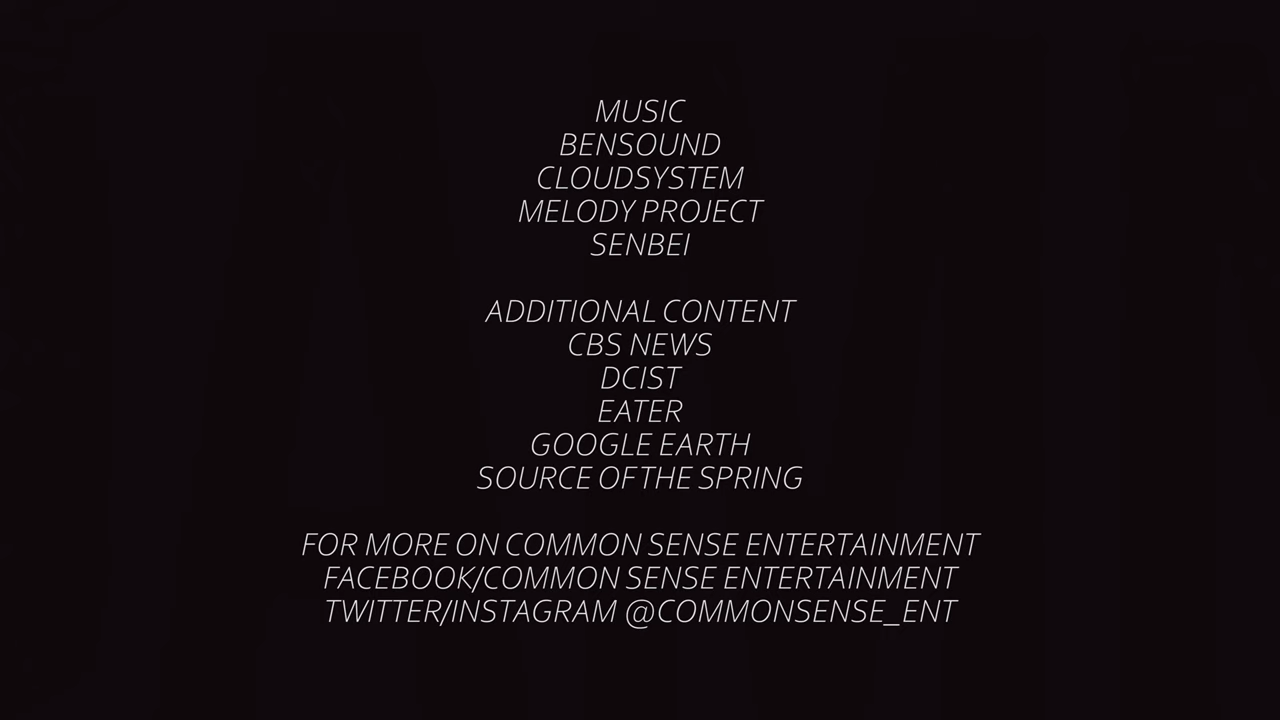 MUSIC
BENSOUND
CLOUDSYSTEM
MELODY PROJECT
SENBEI
ADDITIONAL CONTENT
CBS NEWS
DCIST
EATER
GOOGLE EARTH
SOURCE OF THE SPRING
FOR MORE ON COMMON SENSE ENTERTAINMENT
FACEBOOK/COMMON SENSE ENTERTAINMENT
TWITTER/INSTAGRAM @COMMONSENSE_ENT